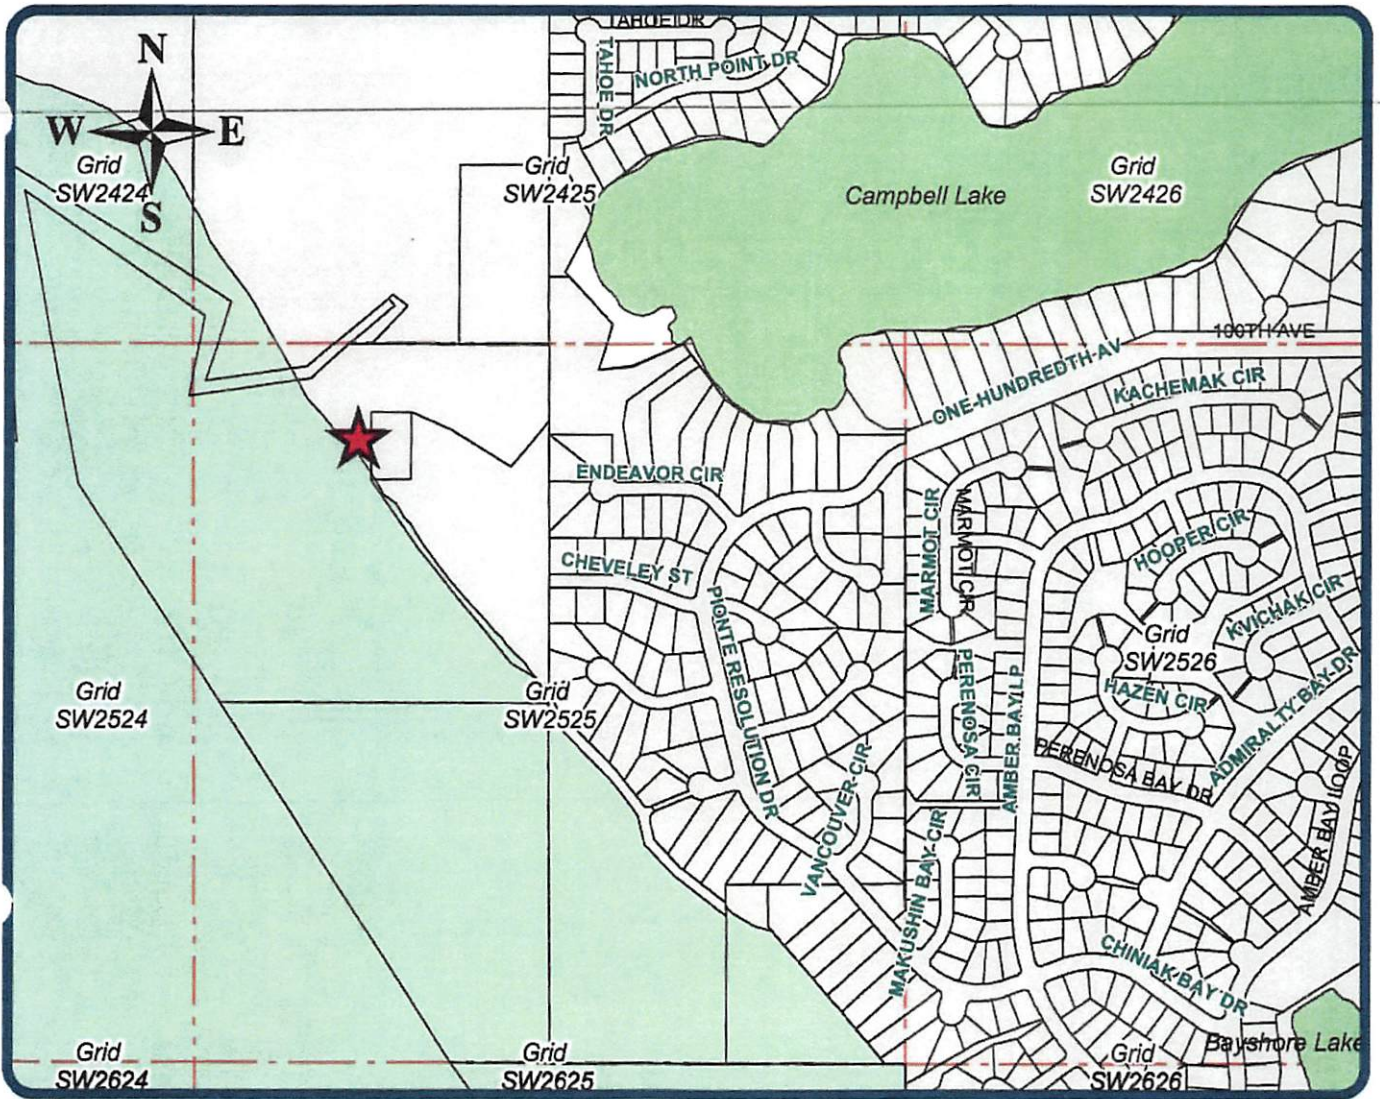 TAHOE DR
TAHOE DR
NORTH POINT DR
N
W
E
S
Grid
SW2424
Grid
SW2425
Campbell Lake
Grid
SW2426
100TH AVE
ONE-HUNDREDTH AV
KACHEMAK CIR
ENDEAVOR CIR
MARMOT CIR
MARMOT CIR
HOOPER CIR
CHEVELEY ST
PIONTE RESOLUTION DR
KVICHAK CIR
Grid
SW2526
Grid
SW2524
Grid
SW2525
PERENOSA CIR
AMBER BAY LP
HAZEN CIR
ADMIRALTY BAY DR
PERENOSA BAY DR
VANCOUVER CIR
MAKUSHIN BAY CIR
AMBER BAY LOOP
CHINIAK BAY DR
Bayshore Lake
Grid
SW2624
Grid
SW2625
Grid
SW2626